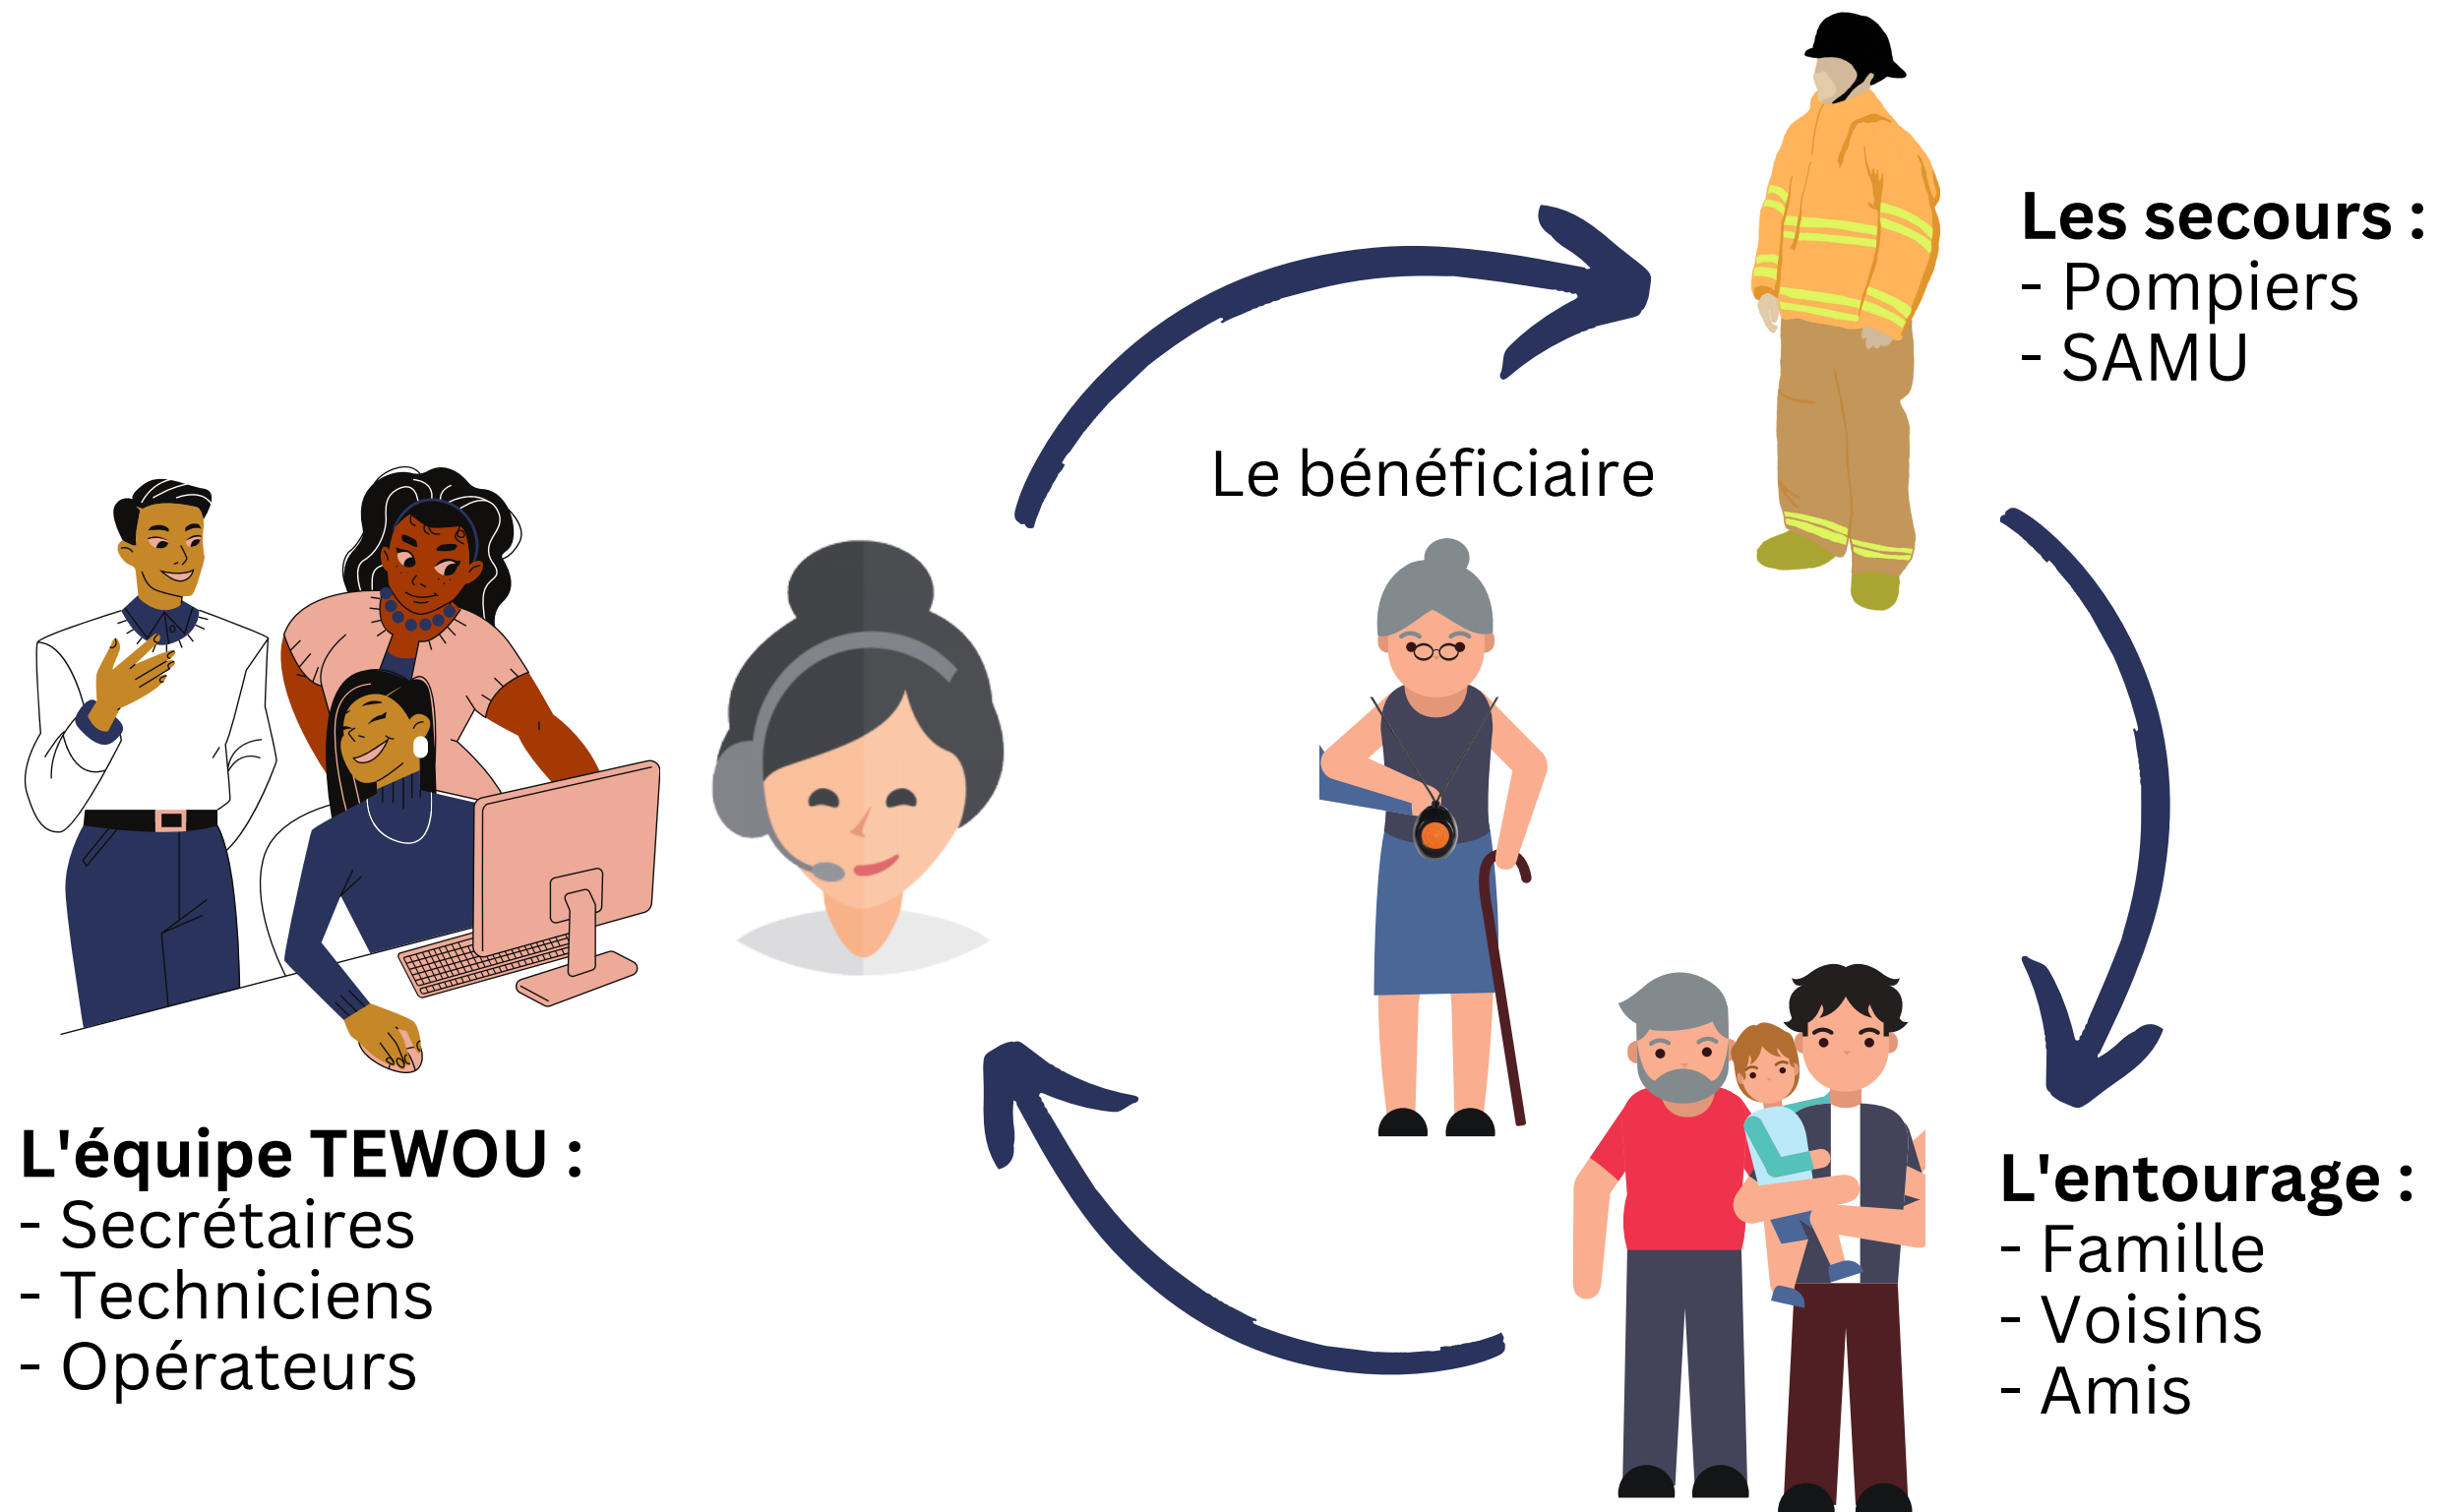 Les secours :
- Pompiers
- SAMU
Le bénéficiaire
L'équipe TEWOU :
- Secrétaires
- Techniciens
- Opérateurs
L'entourage :
- Famille
- Voisins
- Amis